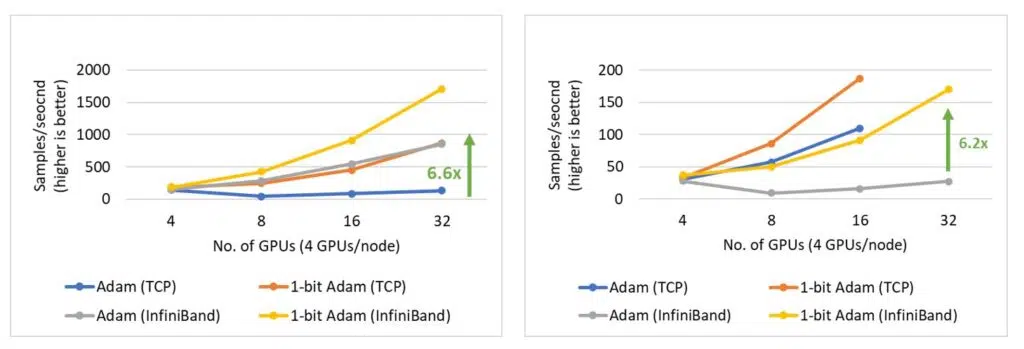 Samples/seocnd
(higher is better)
2000
1500
1000
500
0
4
8
16
32
6.6x
No. of GPUs (4 GPUs/node)
Adam (TCP)
1-bit Adam (TCP)
Adam (InfiniBand)
1-bit Adam (InfiniBand)
Samples/seocnd
(higher is better)
200
150
100
50
0
4
8
16
32
6.2x
No. of GPUs (4 GPUs/node)
Adam (TCP)
1-bit Adam (TCP)
Adam (InfiniBand)
1-bit Adam (InfiniBand)